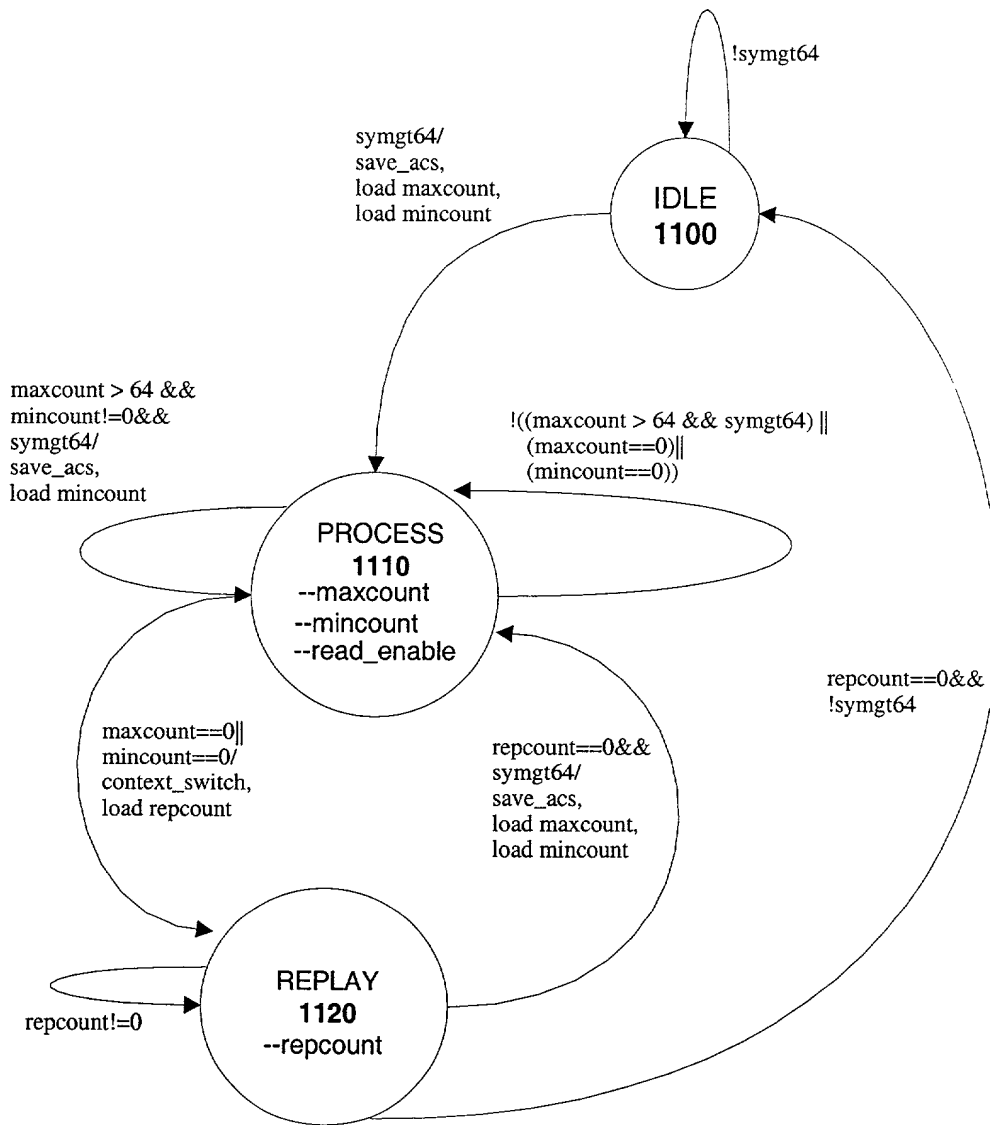 !symgt64
symgt64/
save_acs,
load maxcount,
load mincount
IDLE
1100
maxcount > 64 &&
mincount!=0&&
symgt64/
save_acs,
load mincount
!((maxcount > 64 && symgt64) ||
(maxcount==0)||
(mincount==0))
PROCESS
1110
--maxcount
--mincount
--read_enable
maxcount==0||
mincount==0/
context_switch,
load repcount
repcount==0&&
symgt64/
save_acs,
load maxcount,
load mincount
repcount==0&&
!symgt64
REPLAY
1120
--repcount
repcount!=0